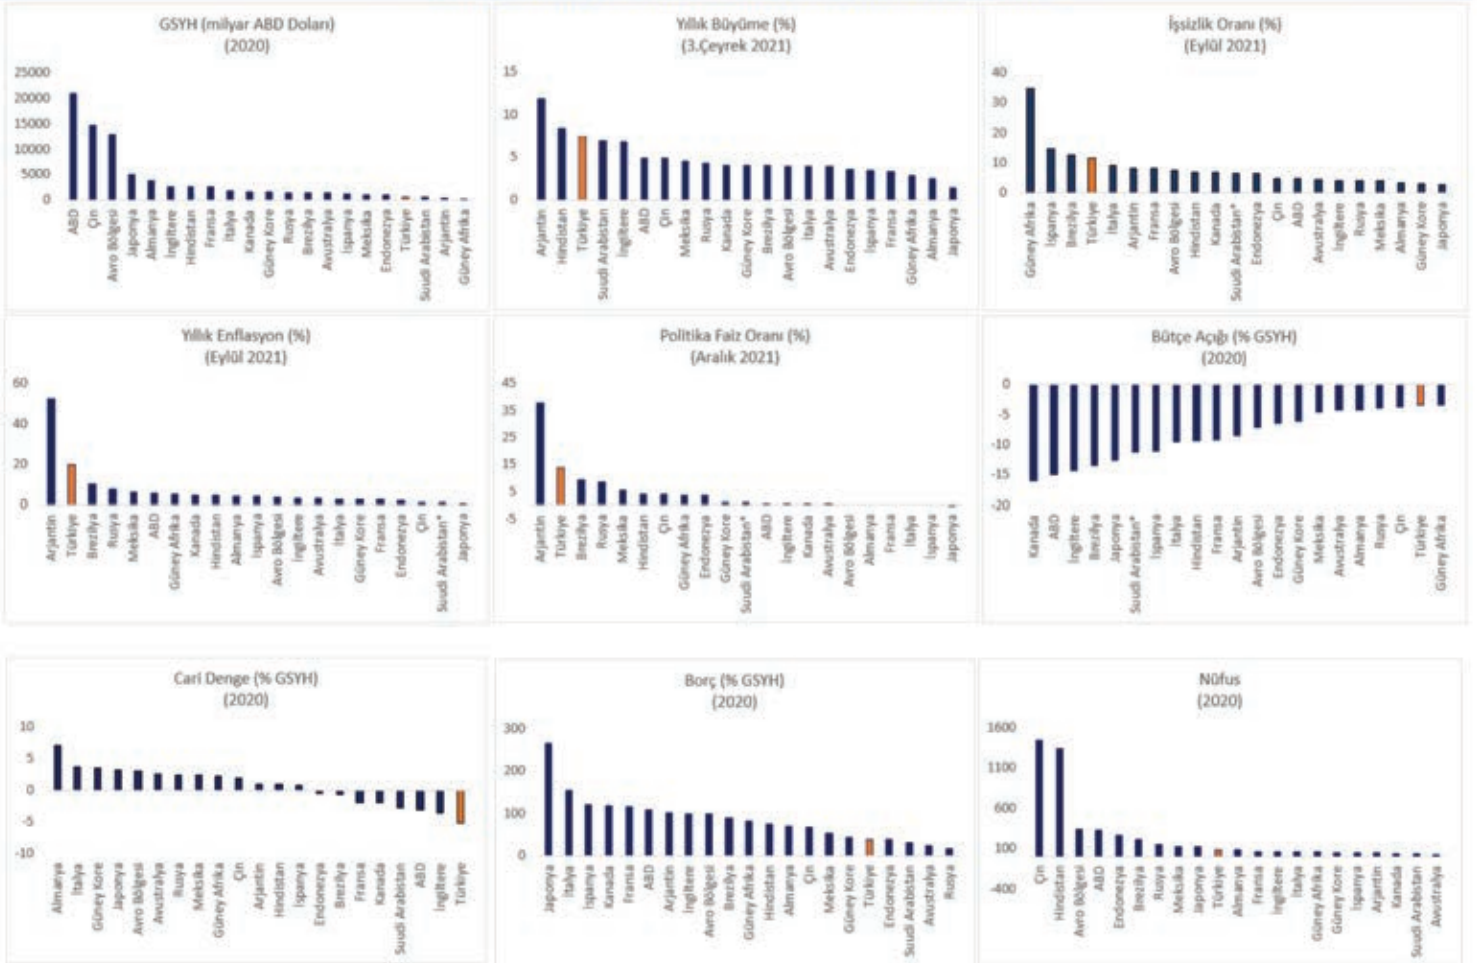 GSYH (milyar ABD Doları)
(2020)
25000
20000
15000
10000
5000
0
ABD
Çin
Avro Bölgesi
Japonya
Almanya
İngiltere
Hindistan
Fransa
İtalya
Kanada
Güney Kore
Rusya
Brezilya
Avustralya
İspanya
Meksika
Endonezya
Türkiye
Suudi Arabistan
Arjantin
Güney Afrika
Yıllık Büyüme (%)
(3.Çeyrek 2021)
15
10
5
0
Arjantin
Hindistan
Türkiye
Suudi Arabistan
İngiltere
ABD
Çin
Meksika
Rusya
Kanada
Güney Kore
Brezilya
Avro Bölgesi
İtalya
Avustralya
Endonezya
İspanya
Fransa
Güney Afrika
Almanya
Japonya
İşsizlik Oranı (%)
(Eylül 2021)
40
30
20
10
0
Güney Afrika
İspanya
Brezilya
Türkiye
İtalya
Arjantin
Fransa
Avro Bölgesi
Hindistan
Kanada
Suudi Arabistan*
Endonezya
Çin
ABD
Avustralya
İngiltere
Rusya
Meksika
Almanya
Güney Kore
Japonya
Yıllık Enflasyon (%)
(Eylül 2021)
60
40
20
0
Arjantin
Türkiye
Brezilya
Rusya
Meksika
ABD
Güney Afrika
Kanada
Hindistan
Almanya
İspanya
Avro Bölgesi
İngiltere
Avustralya
İtalya
Güney Kore
Fransa
Endonezya
Çin
Suudi Arabistan*
Japonya
Politika Faiz Oranı (%)
(Aralık 2021)
45
35
25
15
5
-5
Arjantin
Türkiye
Brezilya
Rusya
Meksika
Hindistan
Çin
Güney Afrika
Endonezya
Güney Kore
Suudi Arabistan*
ABD
İngiltere
Kanada
Avustralya
Avro Bölgesi
Almanya
Fransa
İtalya
İspanya
Japonya
Bütçe Açığı (% GSYH)
(2020)
0
-5
-10
-15
-20
Kanada
ABD
İngiltere
Brezilya
Japonya
Suudi Arabistan*
İspanya
İtalya
Hindistan
Fransa
Arjantin
Avro Bölgesi
Endonezya
Güney Kore
Meksika
Avustralya
Almanya
Rusya
Çin
Türkiye
Güney Afrika
Cari Denge (% GSYH)
(2020)
10
5
0
-5
-10
Almanya
İtalya
Güney Kore
Japonya
Avro Bölgesi
Avustralya
Rusya
Meksika
Güney Afrika
Çin
Arjantin
Hindistan
İspanya
Endonezya
Brezilya
Fransa
Kanada
Suudi Arabistan
ABD
İngiltere
Türkiye
Borç (% GSYH)
(2020)
300
200
100
0
Japonya
İtalya
İspanya
Kanada
Fransa
ABD
Arjantin
İngiltere
Avro Bölgesi
Brezilya
Güney Afrika
Hindistan
Almanya
Çin
Meksika
Güney Kore
Türkiye
Endonezya
Suudi Arabistan
Avustralya
Rusya
Nüfus
(2020)
1600
1100
600
100
-400
Çin
Hindistan
Avro Bölgesi
ABD
Endonezya
Brezilya
Rusya
Meksika
Japonya
Türkiye
Almanya
Fransa
İngiltere
İtalya
Güney Afrika
Güney Kore
İspanya
Arjantin
Kanada
Suudi Arabistan
Avustralya